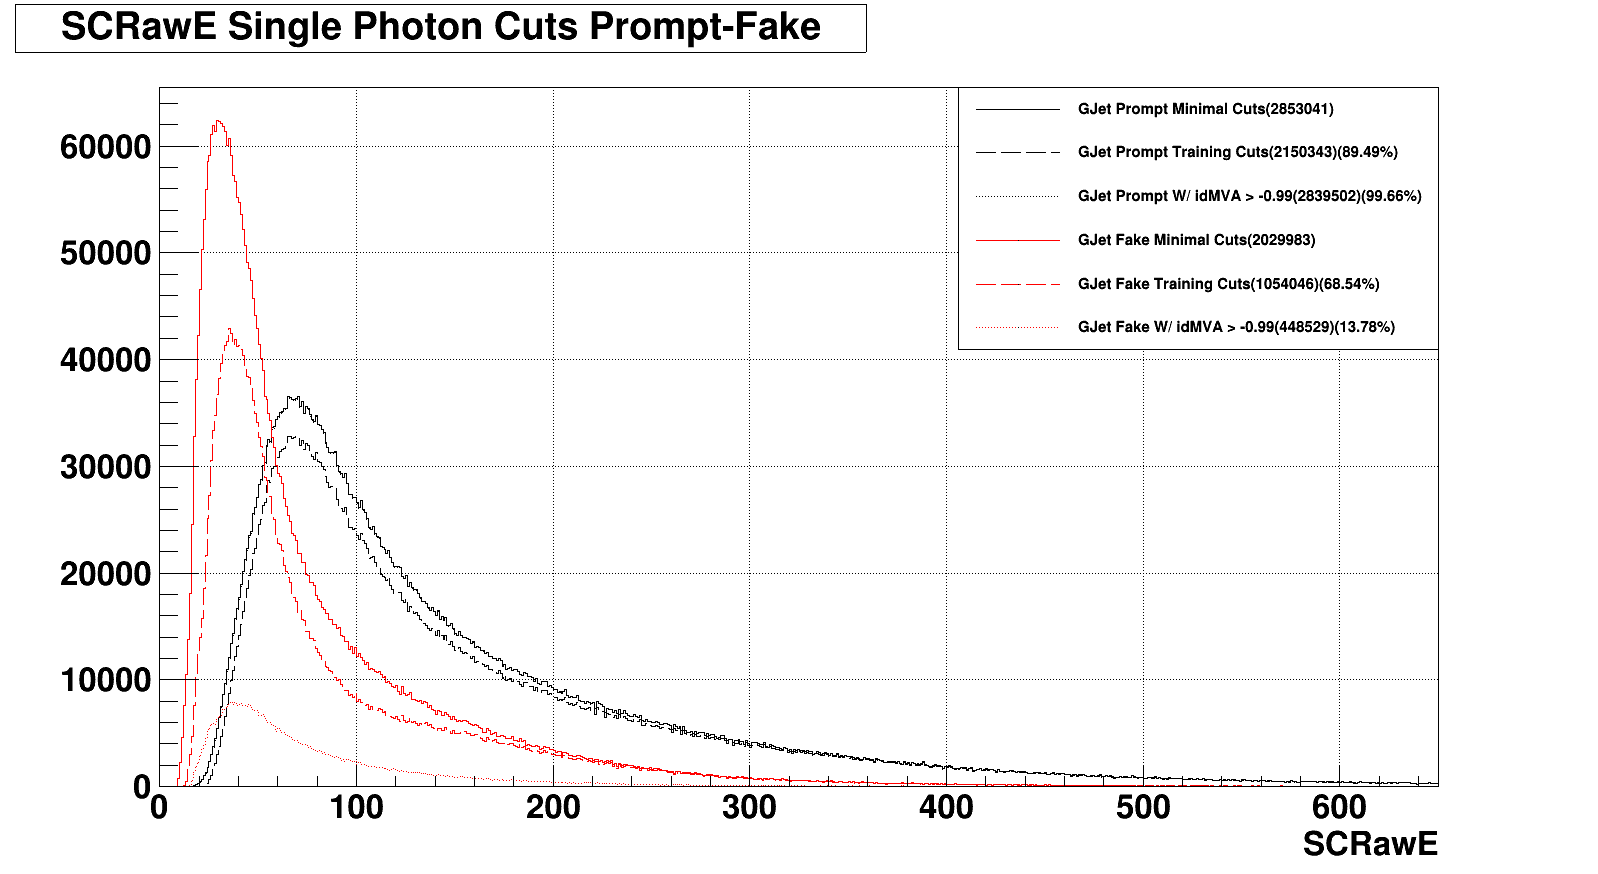 SCRawE Single Photon Cuts Prompt-Fake
GJet Prompt Minimal Cuts(2853041)
GJet Prompt Training Cuts(2150343)(89.49%)
GJet Prompt W/ idMVA > -0.99(2839502)(99.66%)
GJet Fake Minimal Cuts(2029983)
GJet Fake Training Cuts(1054046)(68.54%)
GJet Fake W/ idMVA > -0.99(448529)(13.78%)
60000
50000
40000
30000
20000
10000
0
0 100 200 300 400 500 600
SCRawE